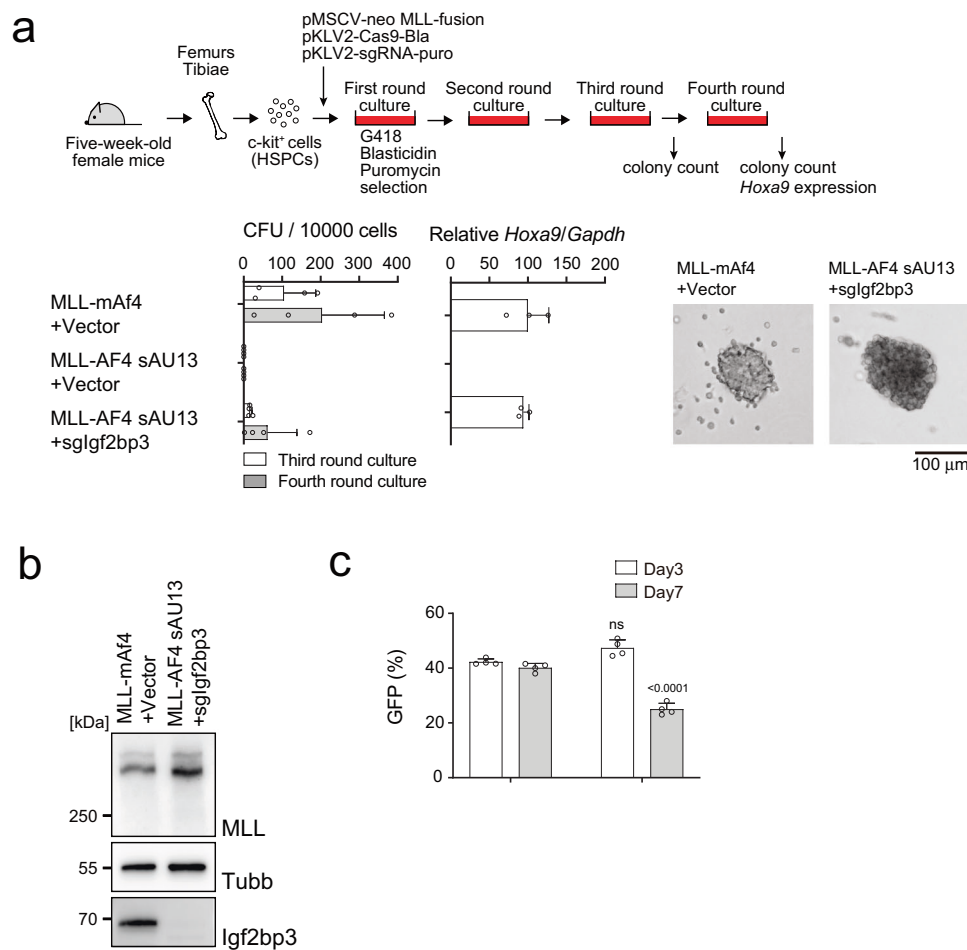 a
pMSCV-neo MLL-fusion
pKLV2-Cas9-Bla
pKLV2-sgRNA-puro
Femurs
Tibiae
First round
culture
Second round
culture
Third round
culture
Fourth round
culture
Five-week-old
female mice
c-kit⁺ cells
(HSPCs)
G418
Blasticidin
Puromycin
selection
colony count
colony count
Hoxa9 expression
CFU / 10000 cells
0 100 200 300 400
Relative Hoxa9/Gapdh
0 50 100 150 200
MLL-mAf4
+Vector
MLL-AF4 sAU13
+Vector
MLL-AF4 sAU13
+sgIgf2bp3
Third round culture
Fourth round culture
MLL-mAf4
+Vector
MLL-AF4 sAU13
+sgIgf2bp3
100 μm
b
MLL-mAf4
+Vector
MLL-AF4 sAU13
+sgIgf2bp3
[kDa]
250
MLL
55
Tubb
70
Igf2bp3
c
Day3
Day7
GFP (%)
60
40
20
0
ns
<0.0001